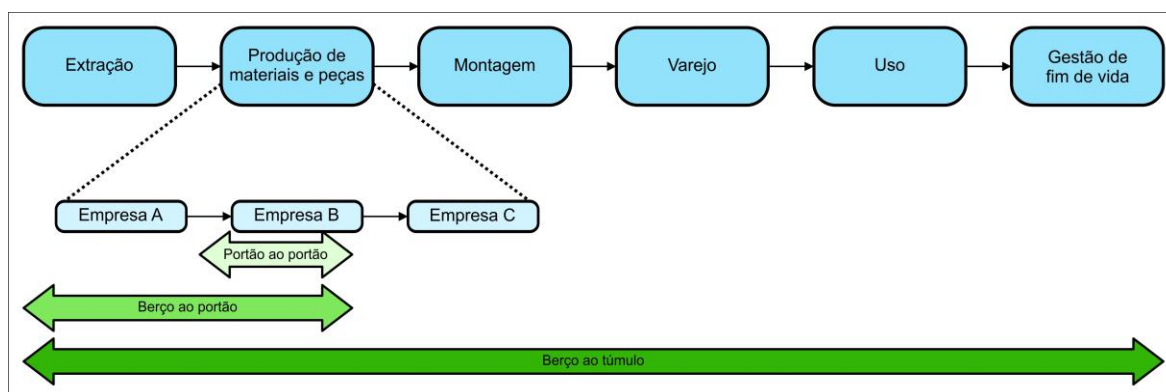 Extração
Produção de
materiais e peças
Montagem
Varejo
Uso
Gestão de
fim de vida
Empresa A
Empresa B
Empresa C
Portão ao portão
Berço ao portão
Berço ao túmulo